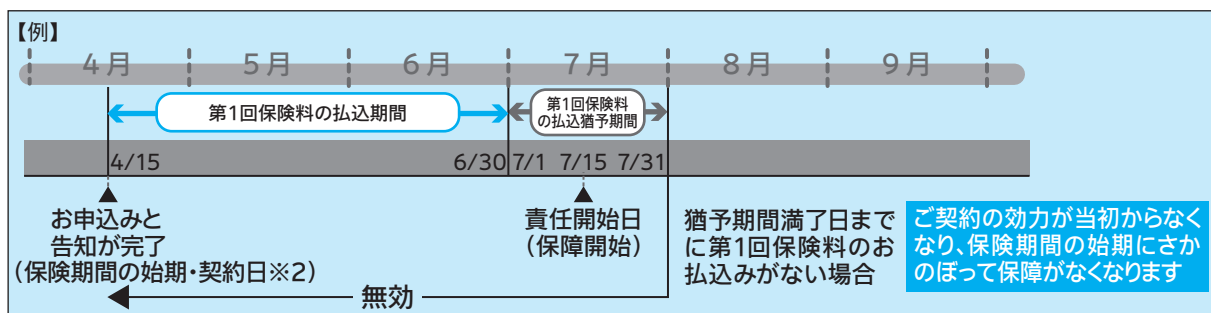 【例】
4月 5月 6月 7月 8月 9月
第1回保険料の払込期間
第1回保険料
の払込猶予期間
4/15 6/30 7/1 7/15 7/31
お申込みと
告知が完了
(保険期間の始期・契約日※2)
責任開始日
(保障開始)
猶予期間満了日まで
に第1回保険料のお
払込みがない場合
ご契約の効力が当初からなく
なり、保険期間の始期にさか
のぼって保障がなくなります
無効